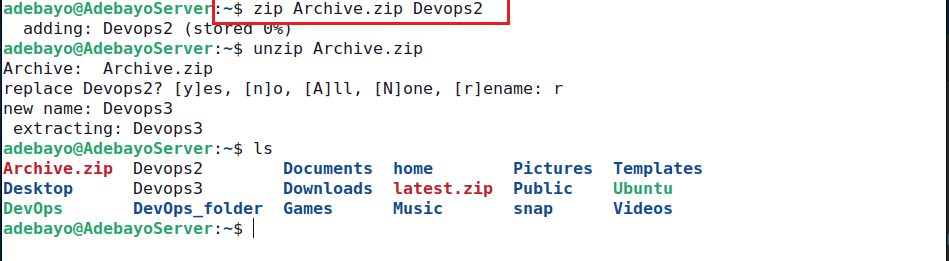 adebayo@AdebayoServer:~$ zip Archive.zip Devops2
  adding: Devops2 (stored 0%)
adebayo@AdebayoServer:~$ unzip Archive.zip
Archive:  Archive.zip
replace Devops2? [y]es, [n]o, [A]ll, [N]one, [r]ename: r
new name: Devops3
 extracting: Devops3
adebayo@AdebayoServer:~$ ls
Archive.zip  Devops2        Documents  home        Pictures  Templates
Desktop      Devops3        Downloads  latest.zip  Public    Ubuntu
DevOps       DevOps_folder  Games      Music       snap      Videos
adebayo@AdebayoServer:~$